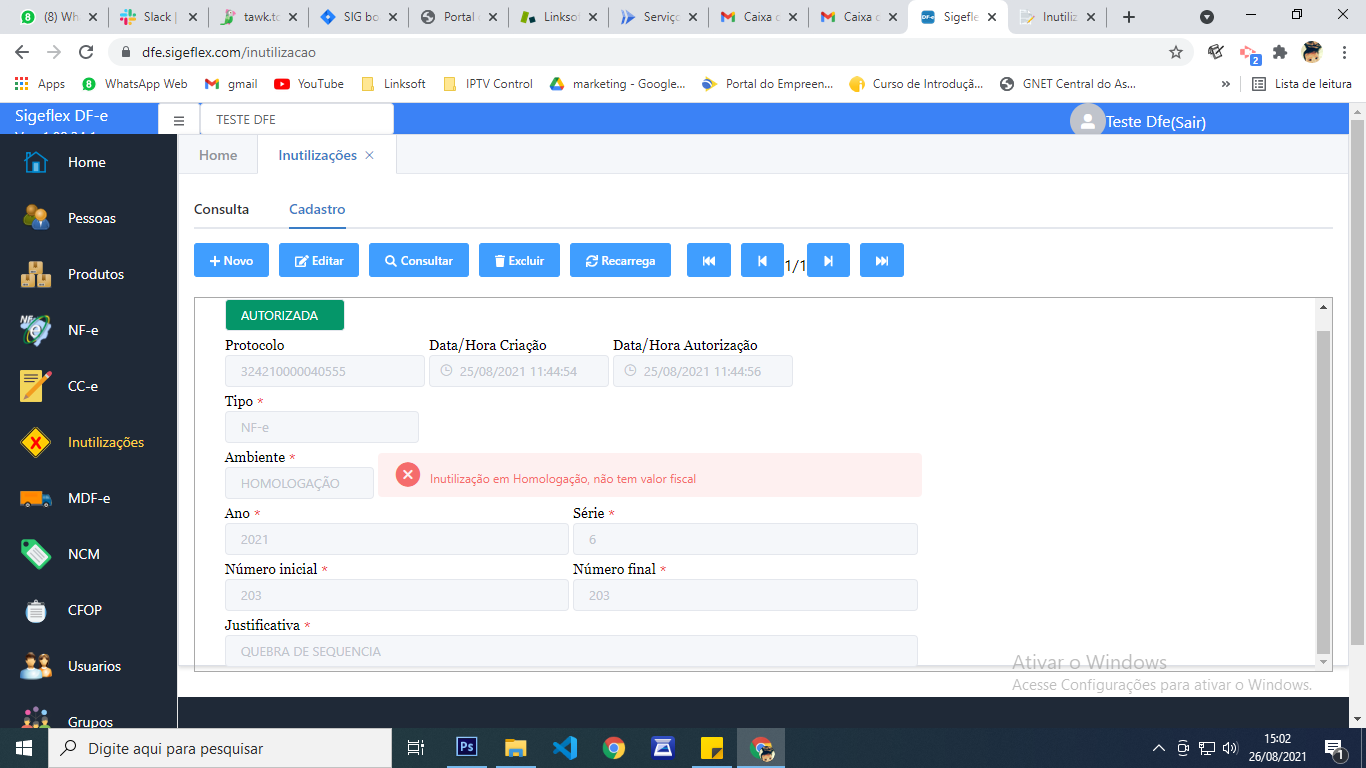 (8) Wh
Slack |
tawk.to
SIG bo
Portal
Linkso
Serviço
Caixa d
Caixa d
Sigefle
Inutiliz
dfe.sigeflex.com/inutilizacao
2
Apps
WhatsApp Web
gmail
YouTube
Linksoft
IPTV Control
marketing - Google...
Portal do Empreen...
Curso de Introduçã...
GNET Central do As...
»
Lista de leitura
Sigeflex DF-e
TESTE DFE
Teste Dfe(Sair)
Home
Pessoas
Produtos
NF-e
CC-e
Inutilizações
MDF-e
NCM
CFOP
Usuarios
Grupos
Home
Inutilizações
Consulta
Cadastro
Novo
Editar
Consultar
Excluir
Recarrega
1/1
AUTORIZADA
Protocolo
Data/Hora Criação
Data/Hora Autorização
324210000040555
25/08/2021 11:44:54
25/08/2021 11:44:56
Tipo *
NF-e
Ambiente *
HOMOLOGAÇÃO
Inutilização em Homologação, não tem valor fiscal
Ano *
Série *
2021
6
Número inicial *
Número final *
203
203
Justificativa *
QUEBRA DE SEQUENCIA
Ativar o Windows
Acesse Configurações para ativar o Windows.
Digite aqui para pesquisar
Ps
15:02
26/08/2021
1